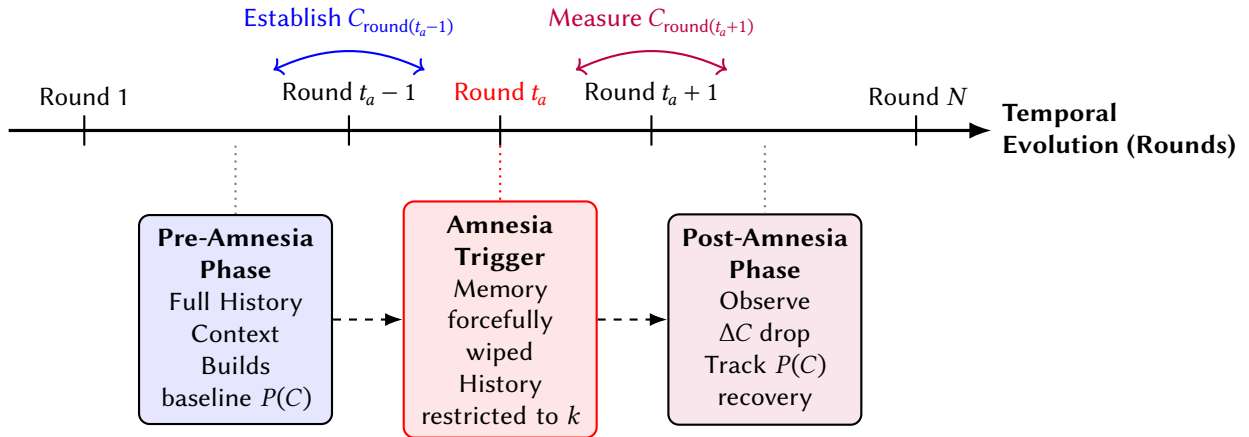 Establish C_round(t_a−1)
Measure C_round(t_a+1)
Round 1
Round t_a − 1
Round t_a
Round t_a + 1
Round N
Temporal
Evolution (Rounds)
Pre-Amnesia
Phase
Full History
Context
Builds
baseline P(C)
Amnesia
Trigger
Memory
forcefully
wiped
History
restricted to k
Post-Amnesia
Phase
Observe
ΔC drop
Track P(C)
recovery